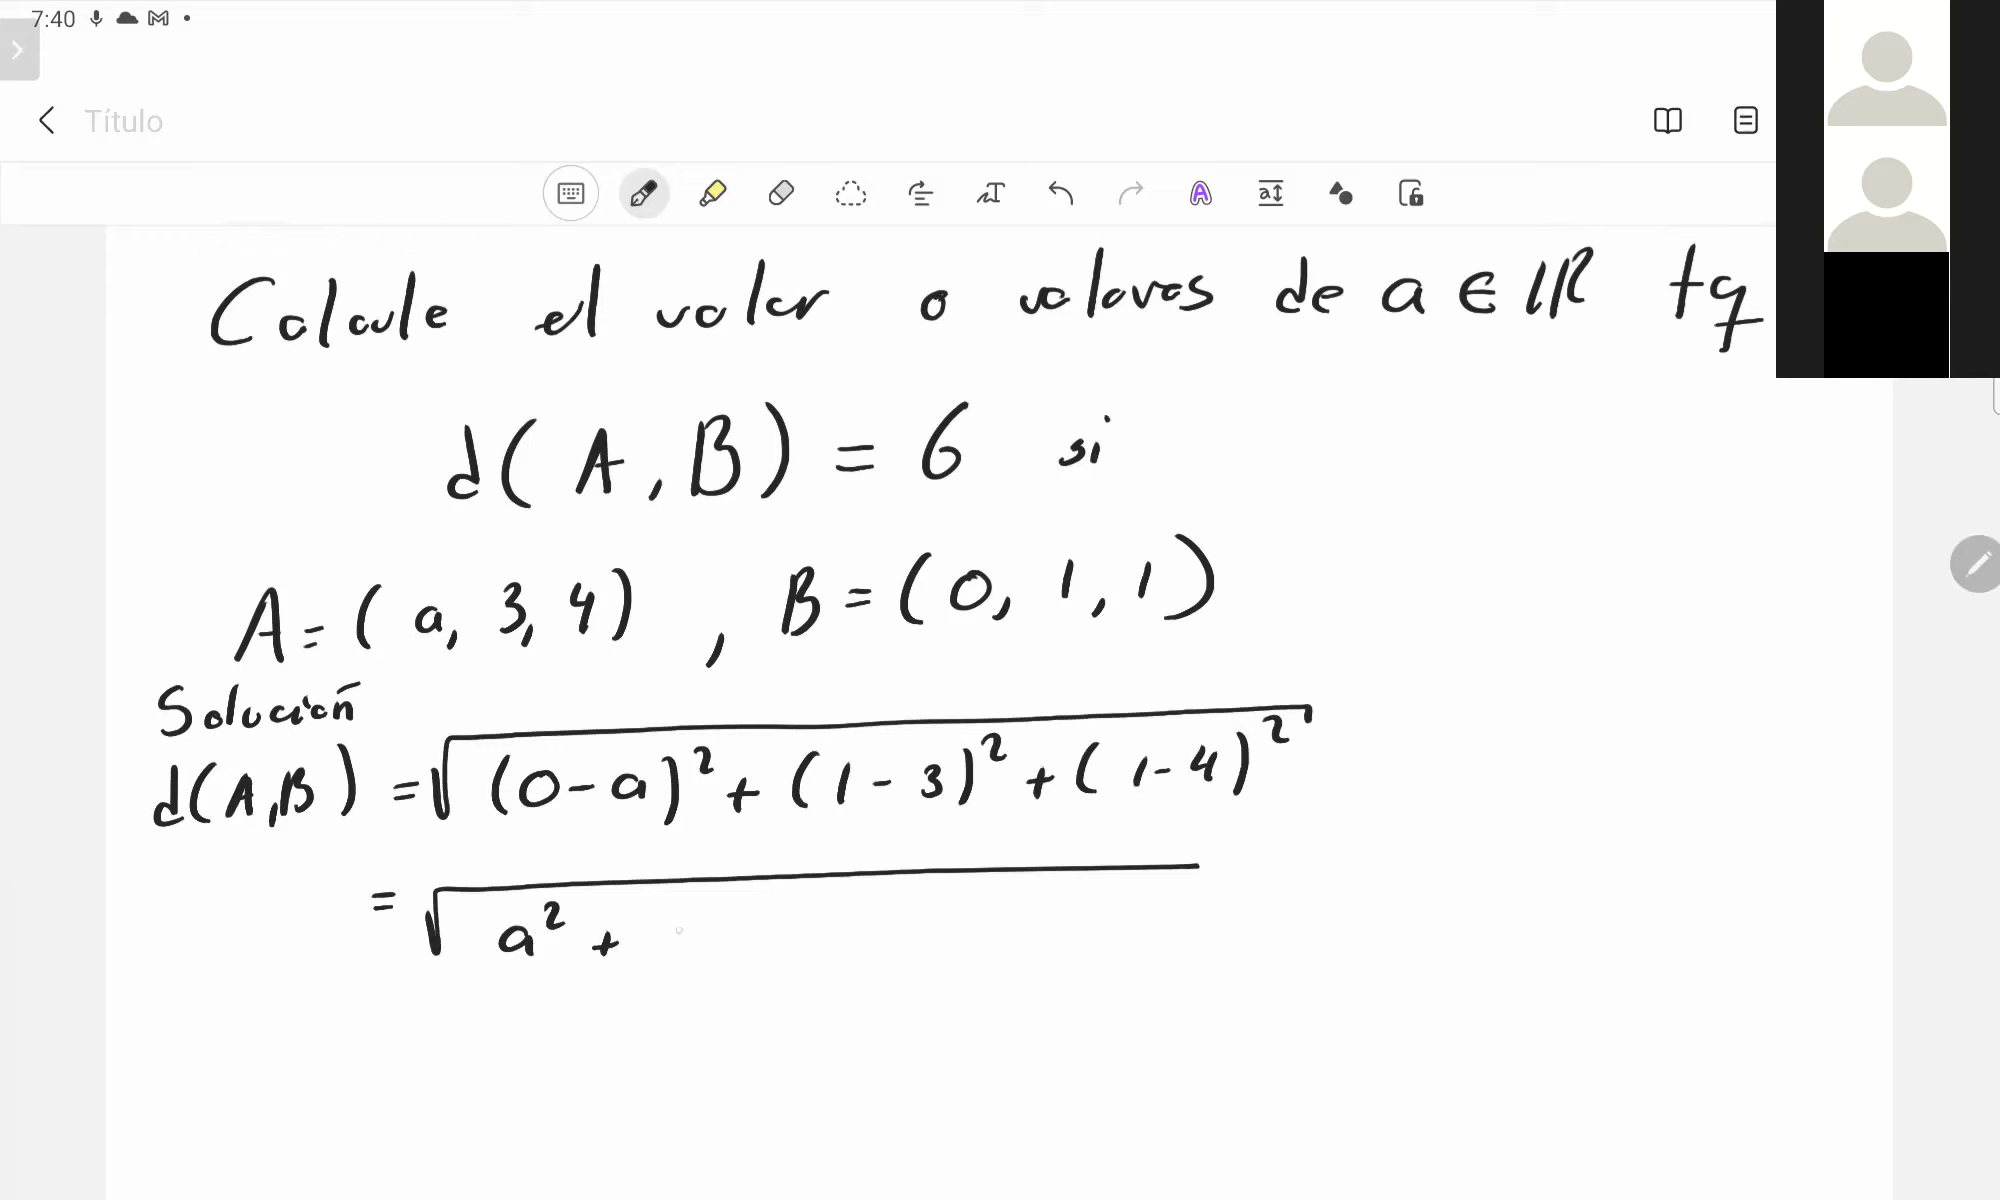 7:40
Título
Calcule el valor o valores de a ∈ ℝ tq
d(A, B) = 6 si
A = (a, 3, 4) , B = (0, 1, 1)
Solución
d(A,B) = √((0-a)² + (1-3)² + (1-4)²)
= √(a² +